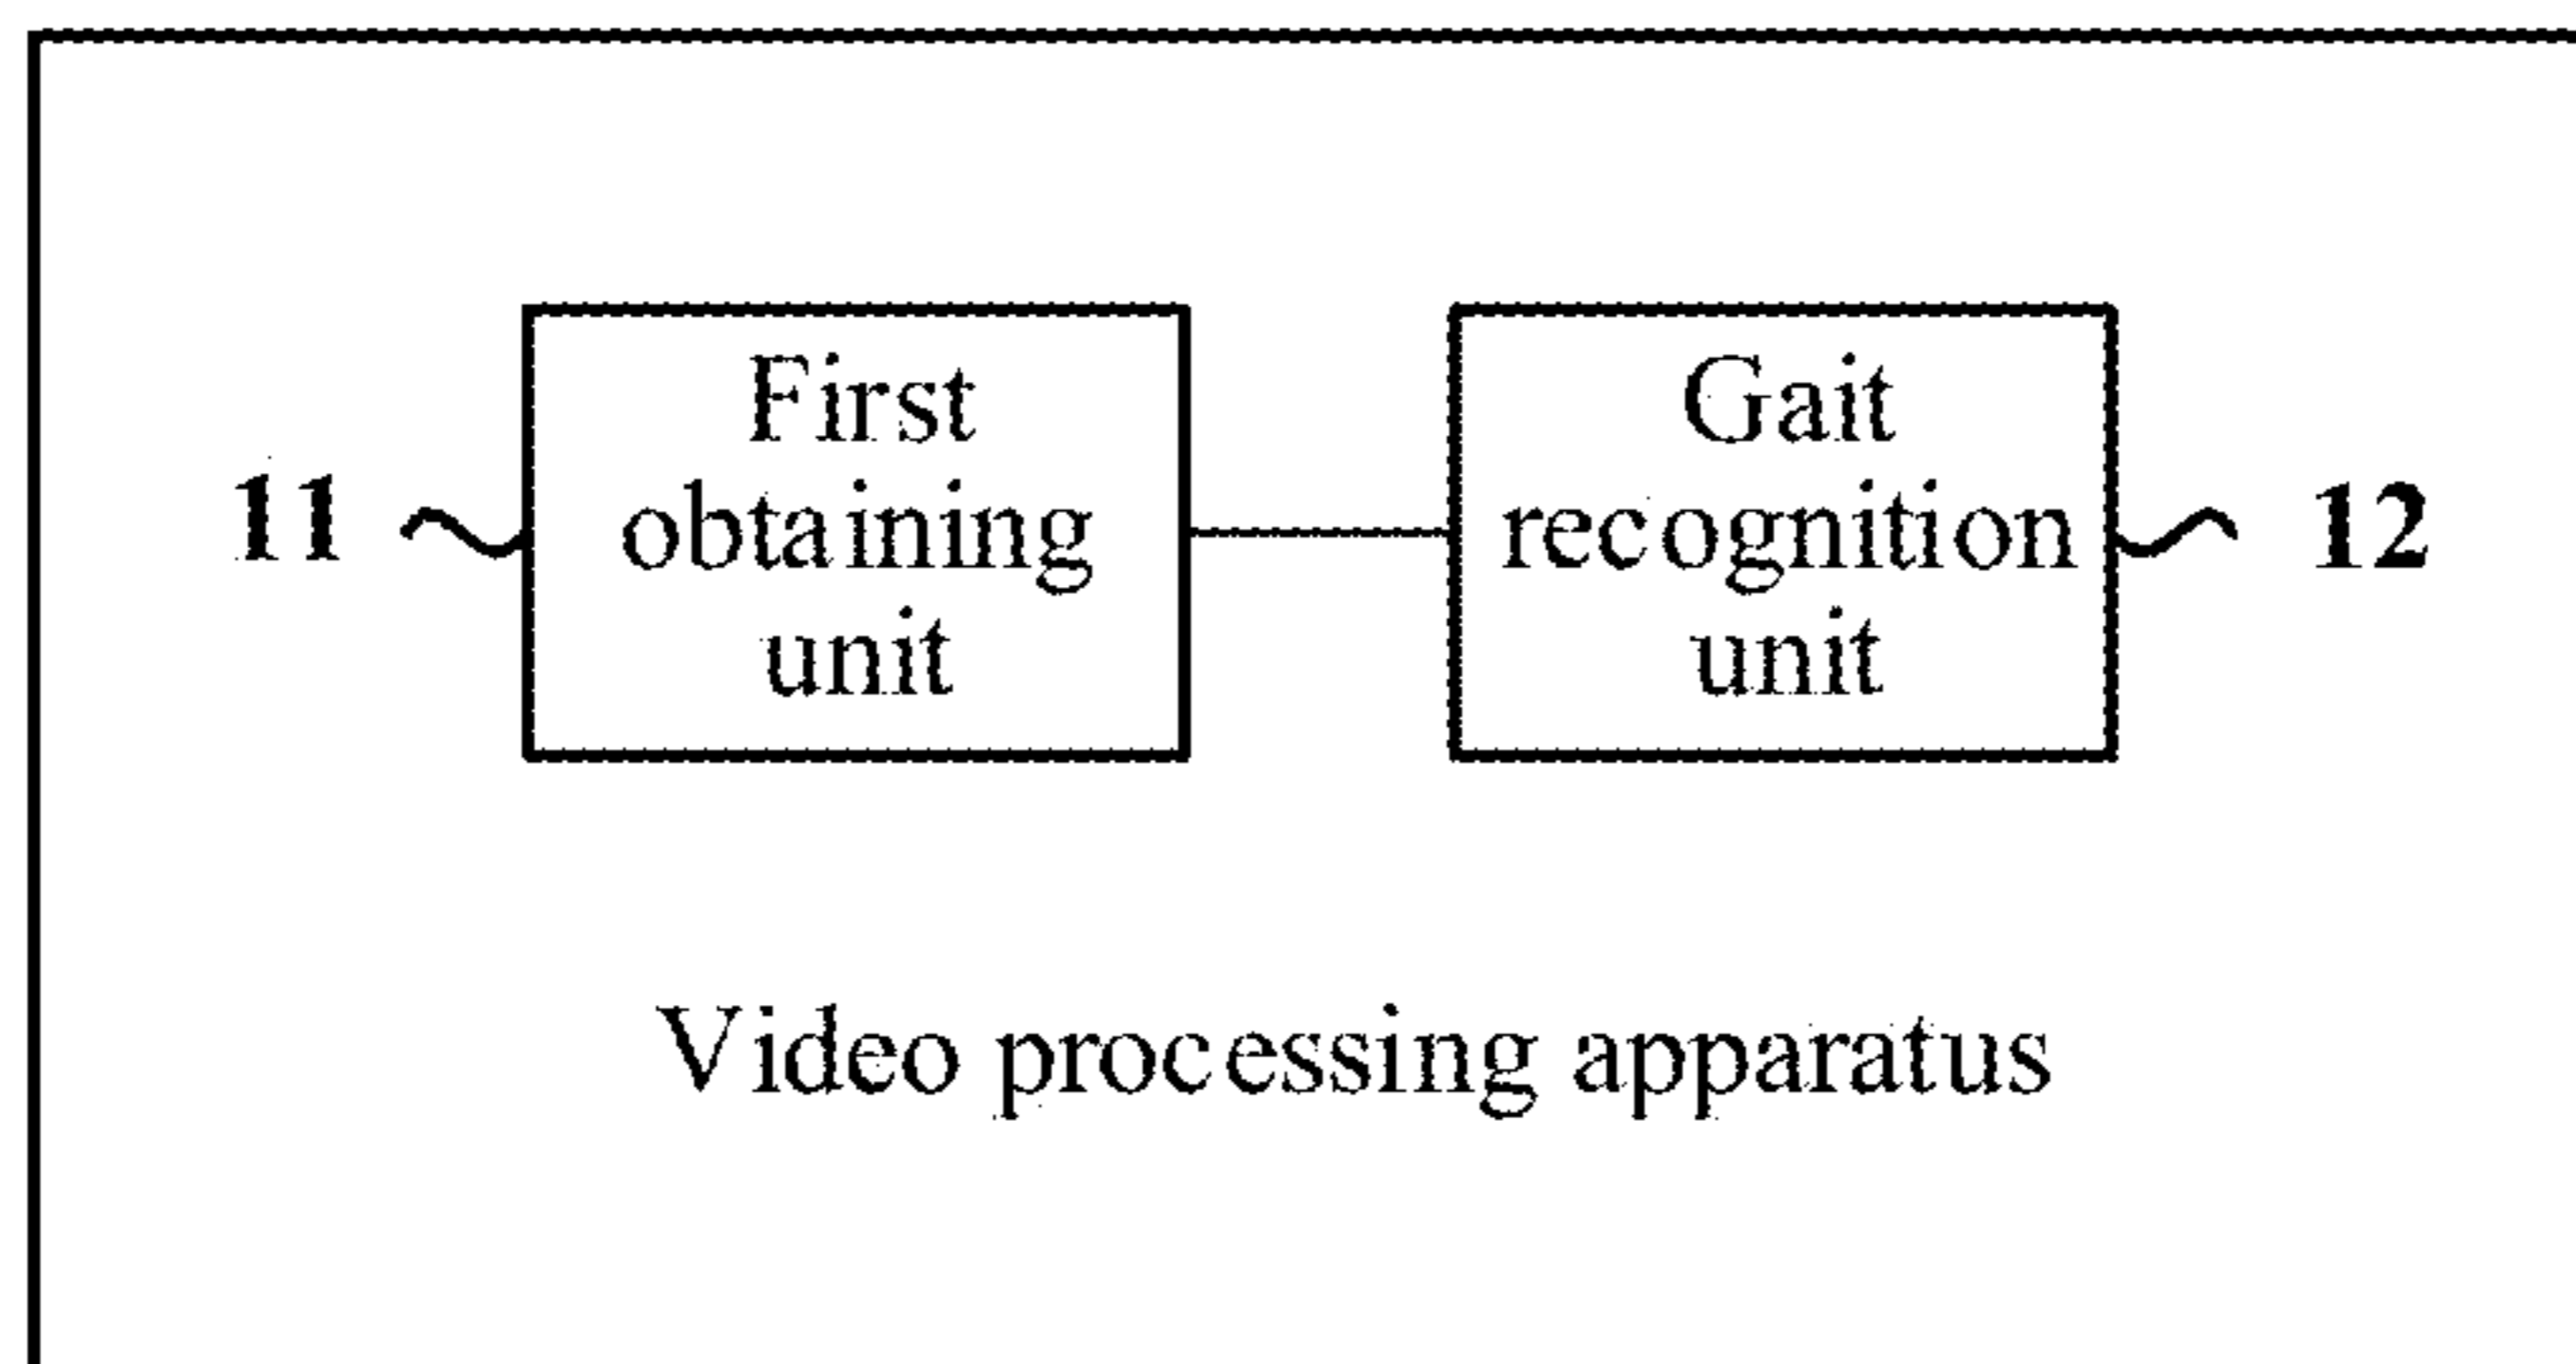 First
obtaining
unit
Gait
recognition
unit
11
12
Video processing apparatus